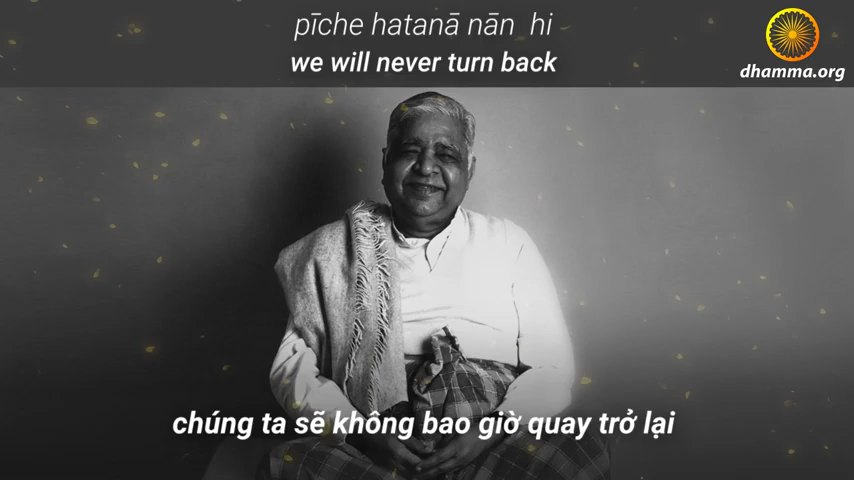 pīche hatanā nān hi
we will never turn back
dhamma.org
chúng ta sẽ không bao giờ quay trở lại